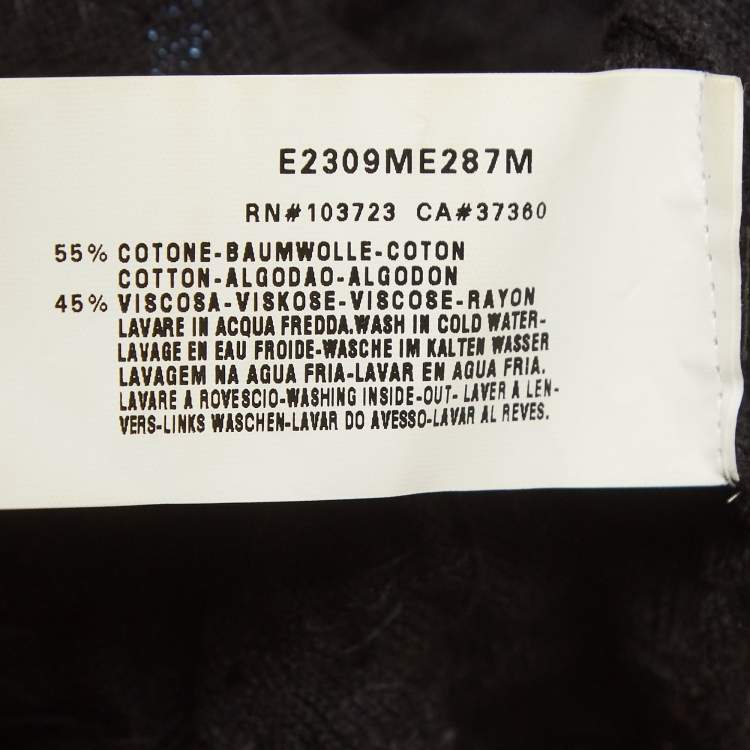 E2309ME287M
RN#103723 CA#37360
55% COTONE-BAUMWOLLE-COTON
COTTON-ALGODAO-ALGODON
45% VISCOSA-VISKOSE-VISCOSE-RAYON
LAVARE IN ACQUA FREDDA.WASH IN COLD WATER-
LAVAGE EN EAU FROIDE-WASCHE IM KALTEN WASSER
LAVAGEM NA AGUA FRIA-LAVAR EN AGUA FRIA.
LAVARE A ROVESCIO-WASHING INSIDE-OUT- LAVER A L'EN-
VERS-LINKS WASCHEN-LAVAR DO AVESSO-LAVAR AL REVES.